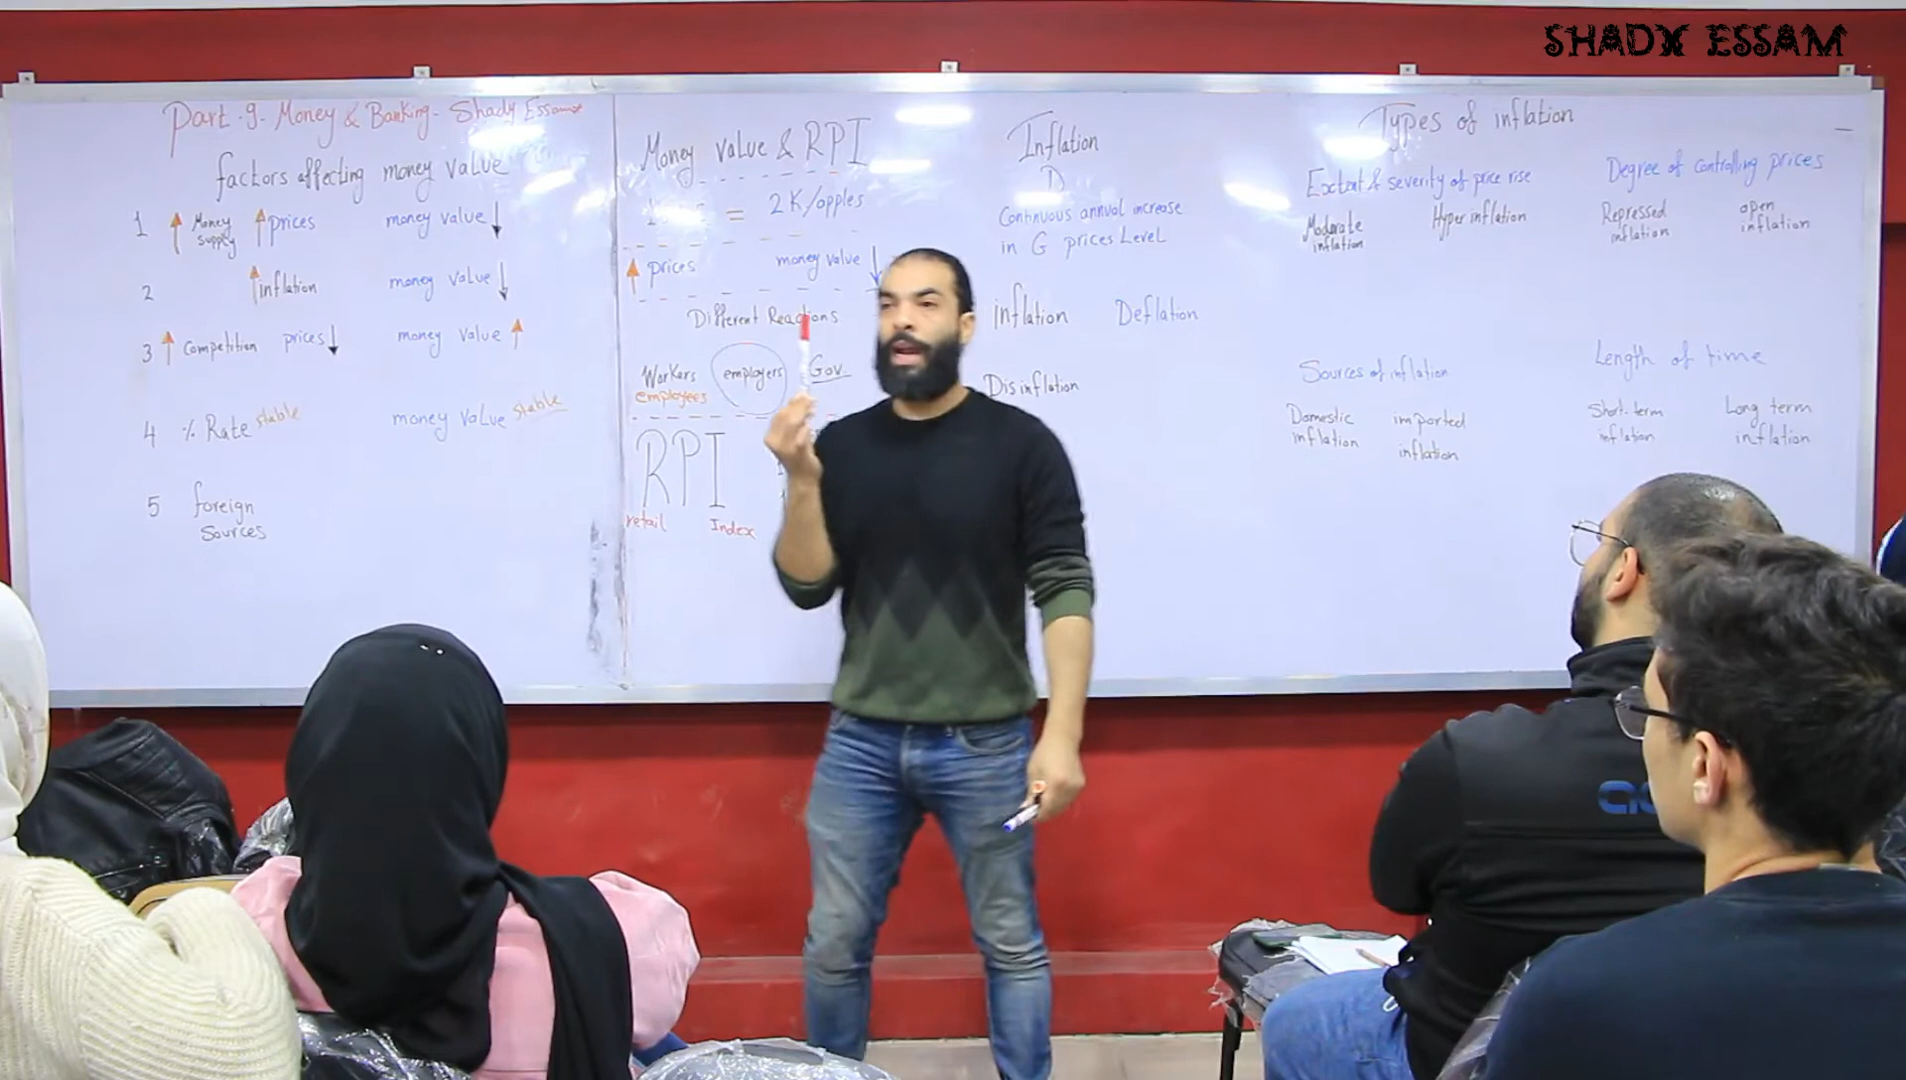 SHADY ESSAM
Part.9. Money & Banking - Shady Essam
factors affecting money value
1 Money supply prices money value
2 inflation money value
3 Competition prices money value
4 % Rate stable money value stable
5 foreign
Sources
Money value & RPI
= 2 K/apples
prices money value
Different Reactions
Workers employers Gov.
employees
RPI
retail Index
Inflation
Continuous annual increase
in G prices Level
inflation Deflation
Disinflation
Types of inflation
Extent & severity of price rise
Moderate
inflation
Hyper inflation
Degree of controlling prices
Repressed
inflation
open
inflation
Sources of inflation
Domestic
inflation
imported
inflation
Length of time
Short-term
inflation
Long term
inflation